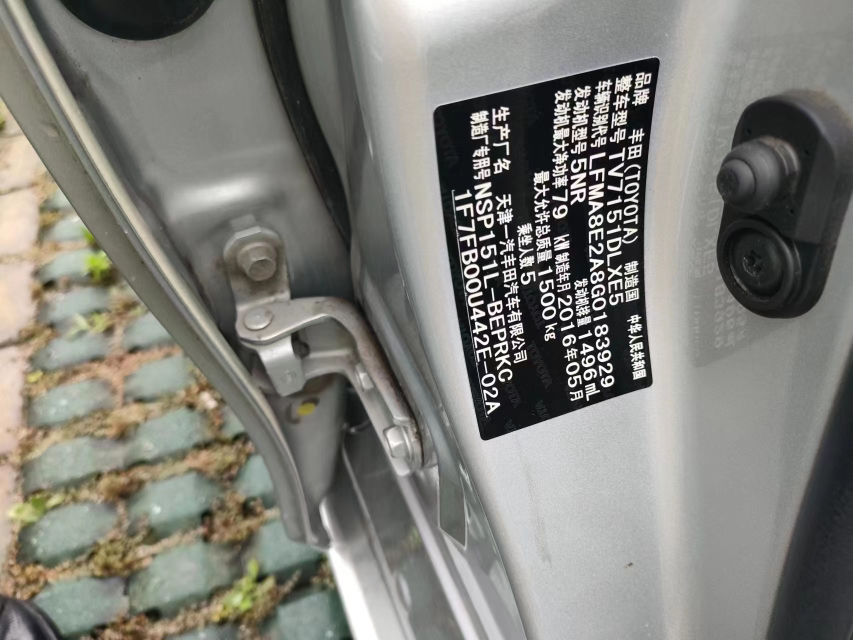 品牌 丰田(TOYOTA) 制造国 中华人民共和国
整车型号 TV7151DLXE5
车辆识别代号 LFMA8E2A8G0183929
发动机型号 5NR 发动机排量 1496 mL
发动机最大净功率 79 kW 制造年月 2016年05月
最大允许总质量 1500 kg
乘坐人数 5
生产厂名 天津一汽丰田汽车有限公司
制造厂专用号 NSP151L-BEPRKC
1F7FB00U442E-02A